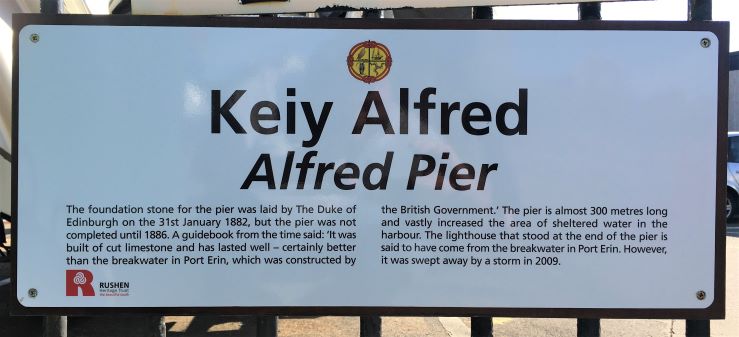 Keiy Alfred
Alfred Pier
The foundation stone for the pier was laid by The Duke of
Edinburgh on the 31st January 1882, but the pier was not
completed until 1886. A guidebook from the time said: 'It was
built of cut limestone and has lasted well – certainly better
than the breakwater in Port Erin, which was constructed by
the British Government.' The pier is almost 300 metres long
and vastly increased the area of sheltered water in the
harbour. The lighthouse that stood at the end of the pier is
said to have come from the breakwater in Port Erin. However,
it was swept away by a storm in 2009.
R
RUSHEN
Heritage Trust
the beautiful south